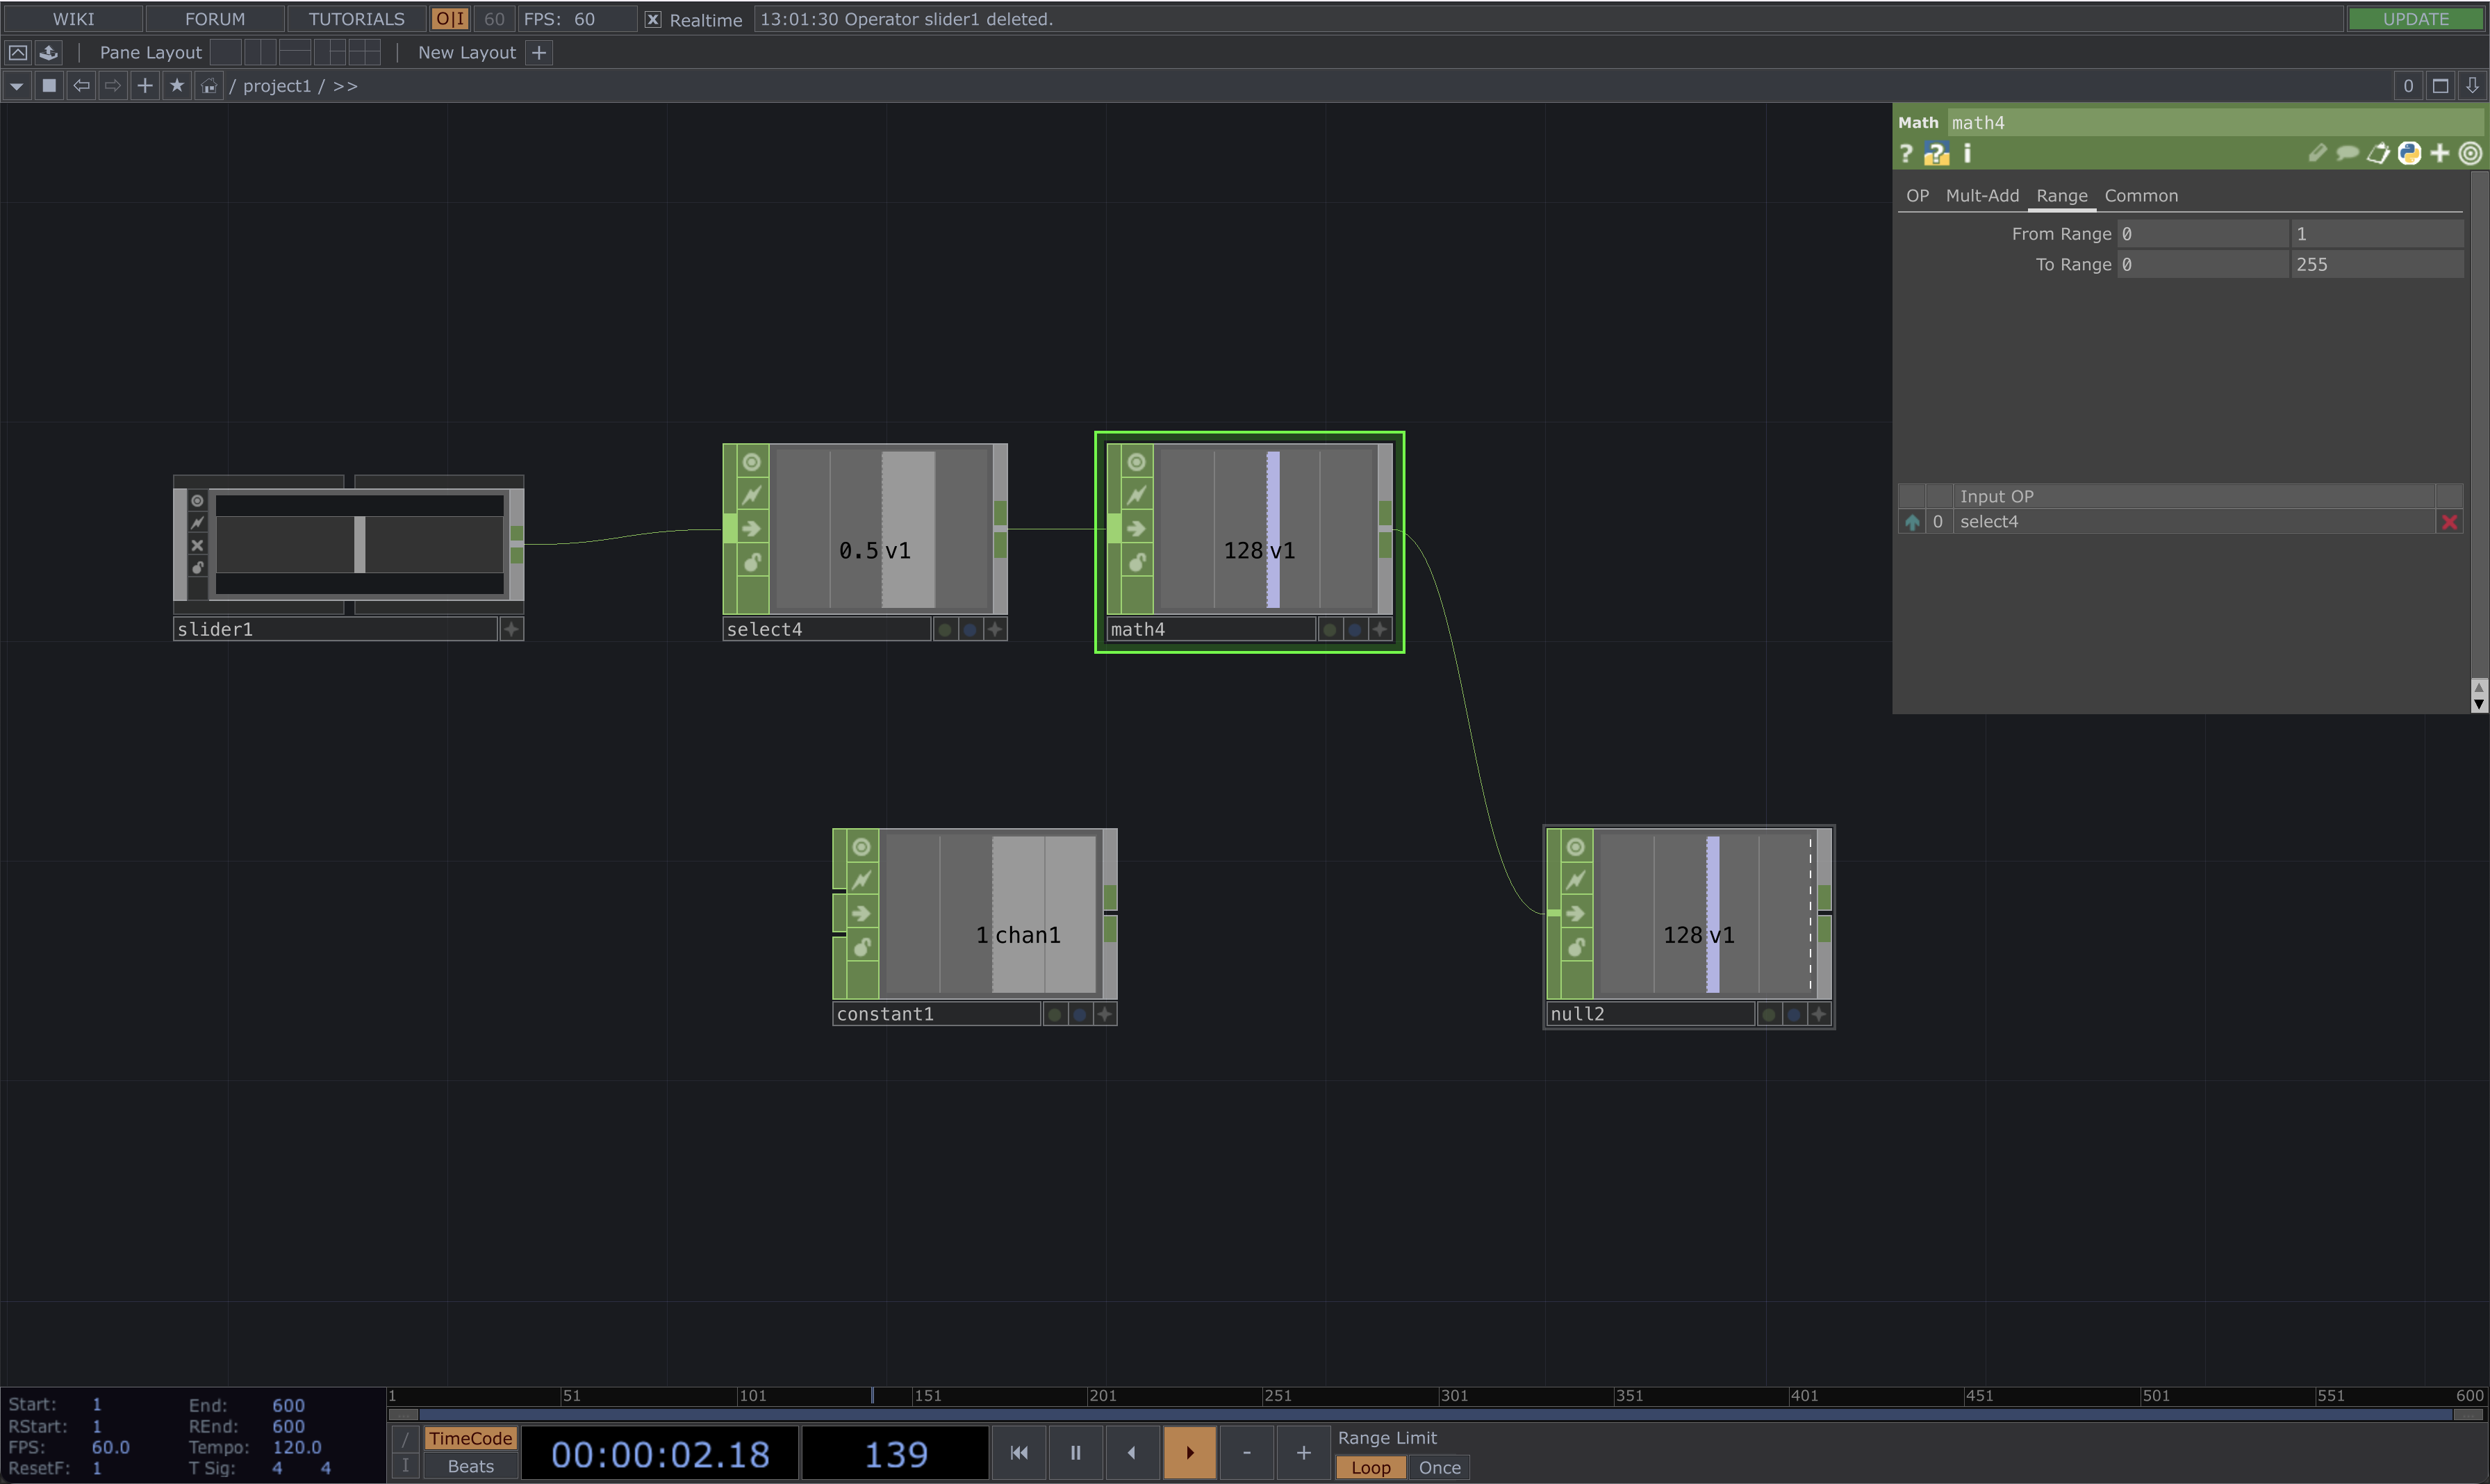 WIKI FORUM TUTORIALS O|I 60 FPS: 60 Realtime 13:01:30 Operator slider1 deleted. UPDATE
Pane Layout New Layout +
/ project1 / >> 0
Math math4
? ? i
OP Mult-Add Range Common
From Range 0 1
To Range 0 255
Input OP
0 select4
slider1
0.5 v1
select4
128 v1
math4
1 chan1
constant1
128 v1
null2
1 51 101 151 201 251 301 351 401 451 501 551 600
Start: 1 End: 600
RStart: 1 REnd: 600
FPS: 60.0 Tempo: 120.0
ResetF: 1 T Sig: 4 4
/
I
TimeCode
Beats
00:00:02.18 139
- +
Range Limit
Loop Once